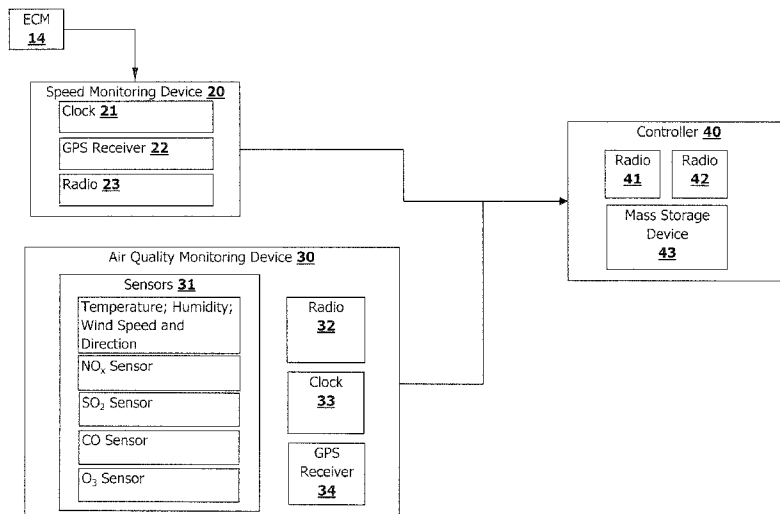 ECM
14
Speed Monitoring Device 20
Clock 21
GPS Receiver 22
Radio 23
Controller 40
Radio
41
Radio
42
Mass Storage
Device
43
Air Quality Monitoring Device 30
Sensors 31
Temperature; Humidity;
Wind Speed and
Direction
NOx Sensor
SO2 Sensor
CO Sensor
O3 Sensor
Radio
32
Clock
33
GPS
Receiver
34